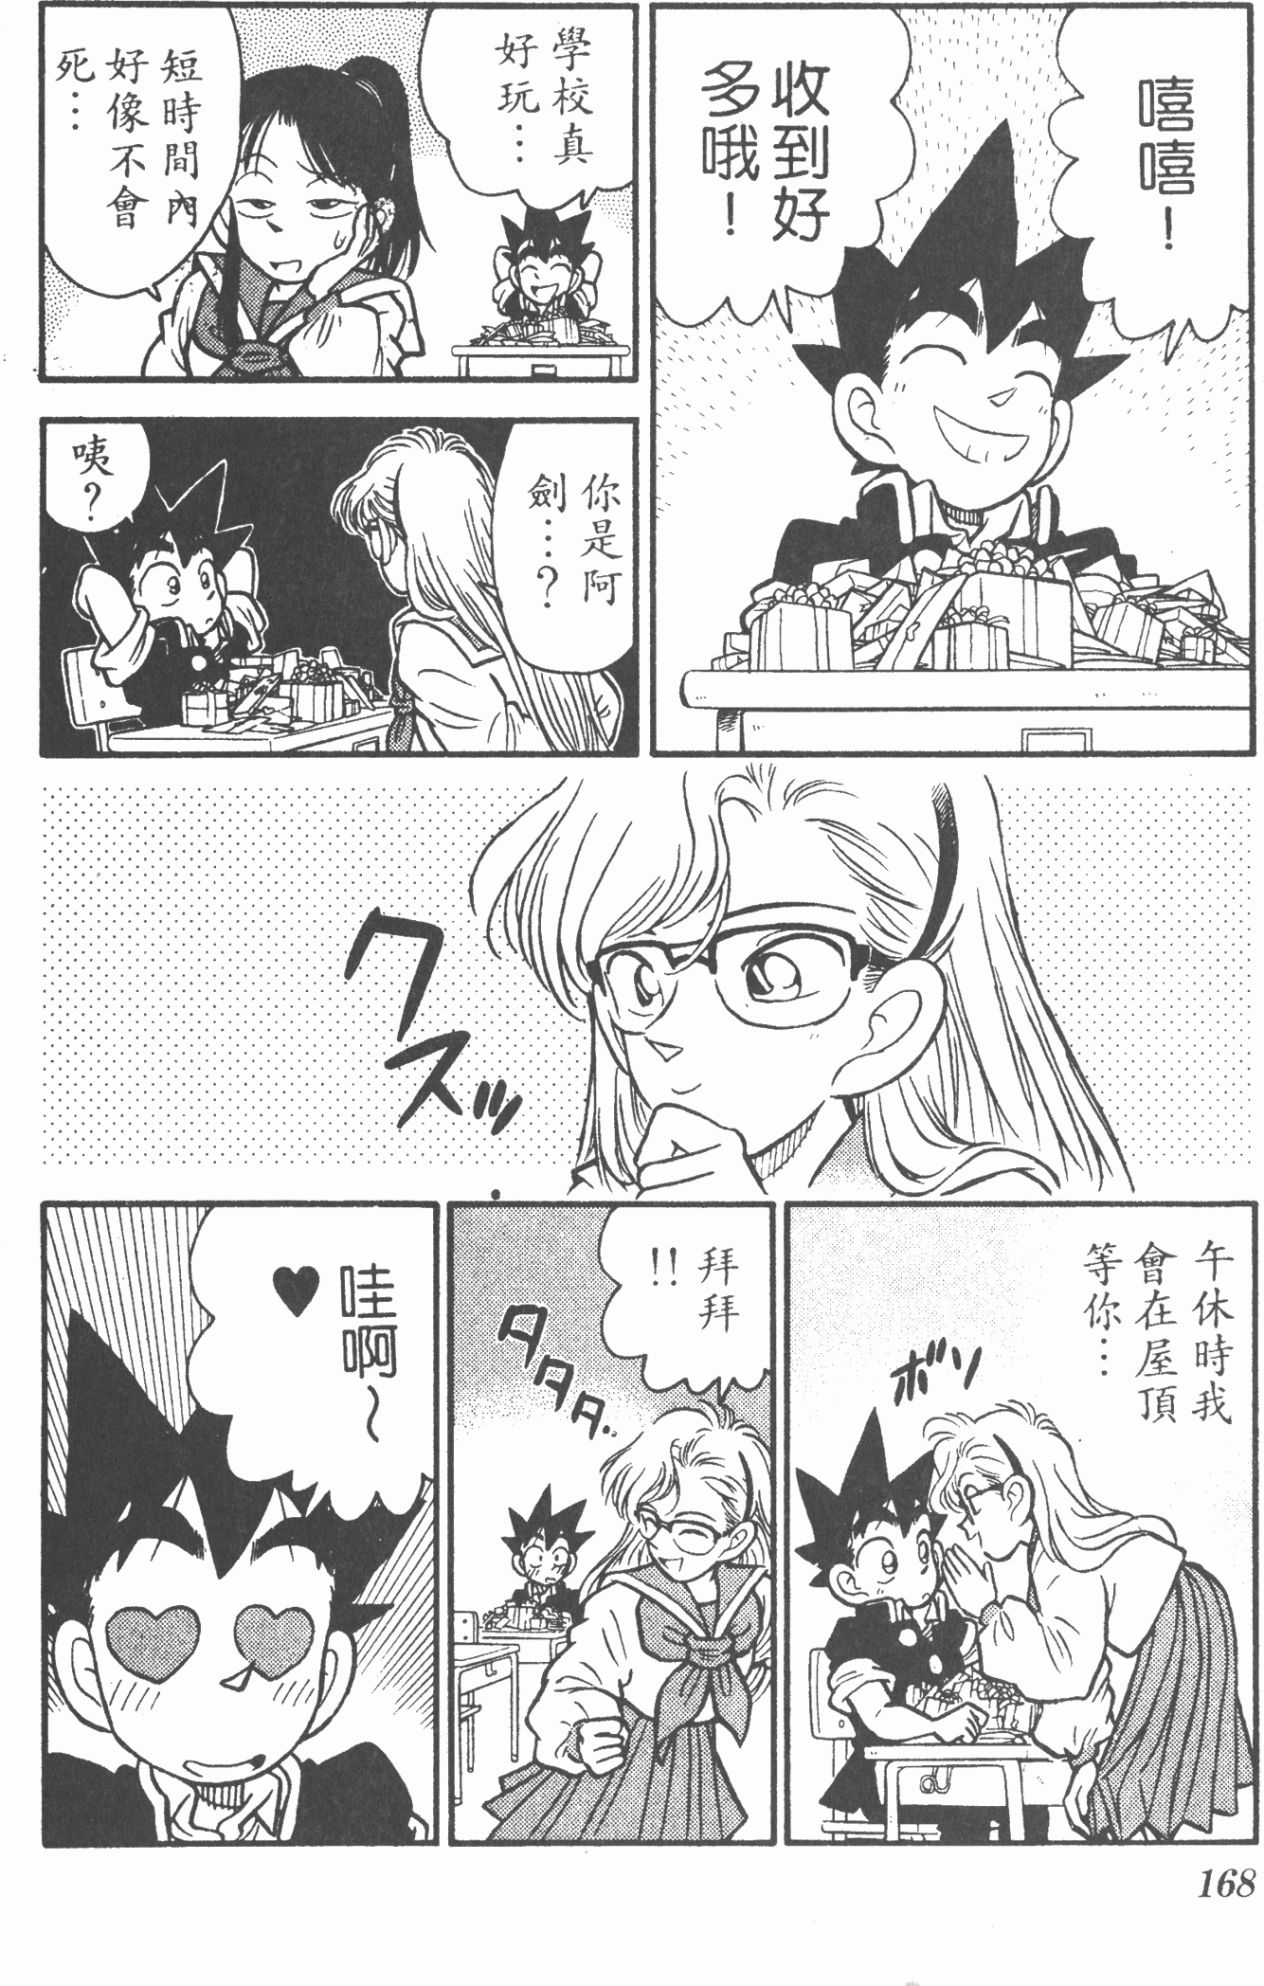 嘻嘻！
收到好
多哦！
學校真
好玩…
短時間內
好像不會
死…
你是阿
劍…？
咦？
クスッ
午休時我
會在屋頂
等你…
ボソ
拜拜
!!
タタタ..
哇啊～
♥
168